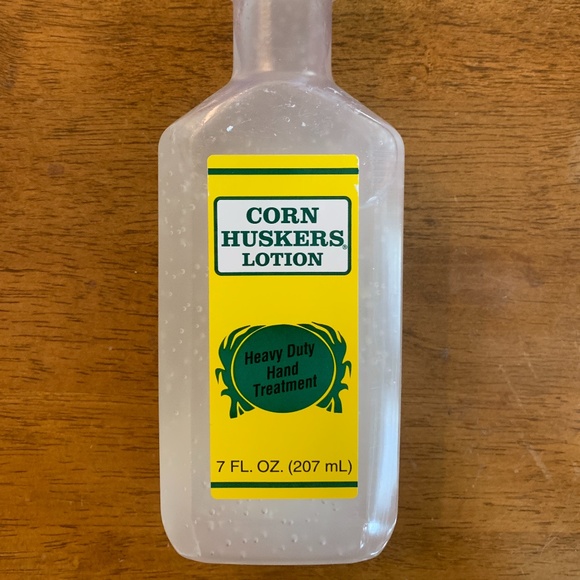 CORN
HUSKERS®
LOTION
Heavy Duty
Hand
Treatment
7 FL. OZ. (207 mL)